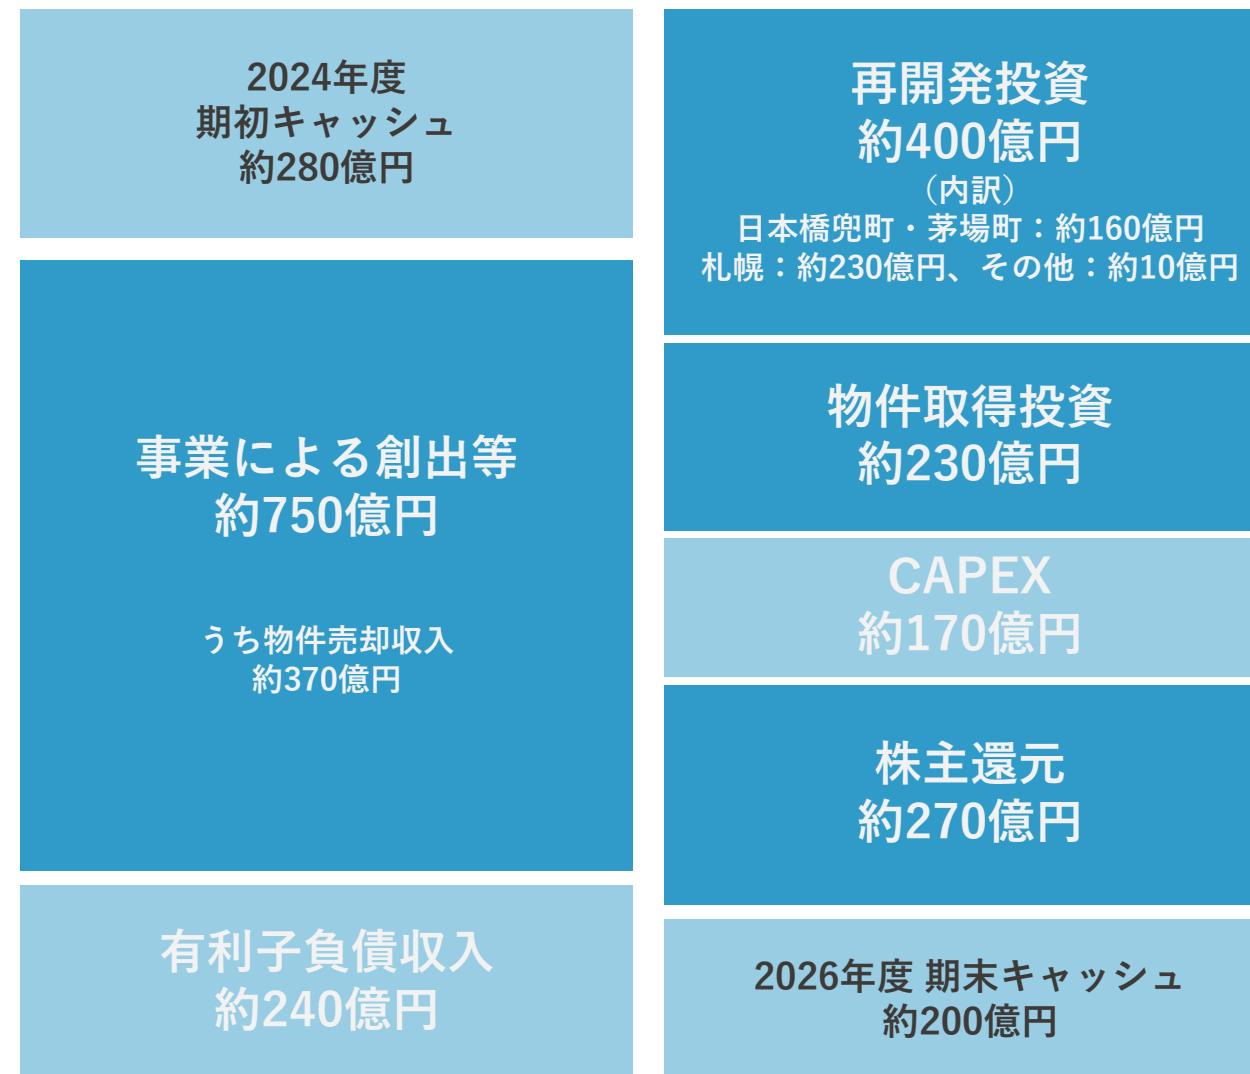 2024年度
期初キャッシュ
約280億円
事業による創出等
約750億円
うち物件売却収入
約370億円
有利子負債収入
約240億円
再開発投資
約400億円
（内訳）
日本橋兜町・茅場町：約160億円
札幌：約230億円、その他：約10億円
物件取得投資
約230億円
CAPEX
約170億円
株主還元
約270億円
2026年度 期末キャッシュ
約200億円